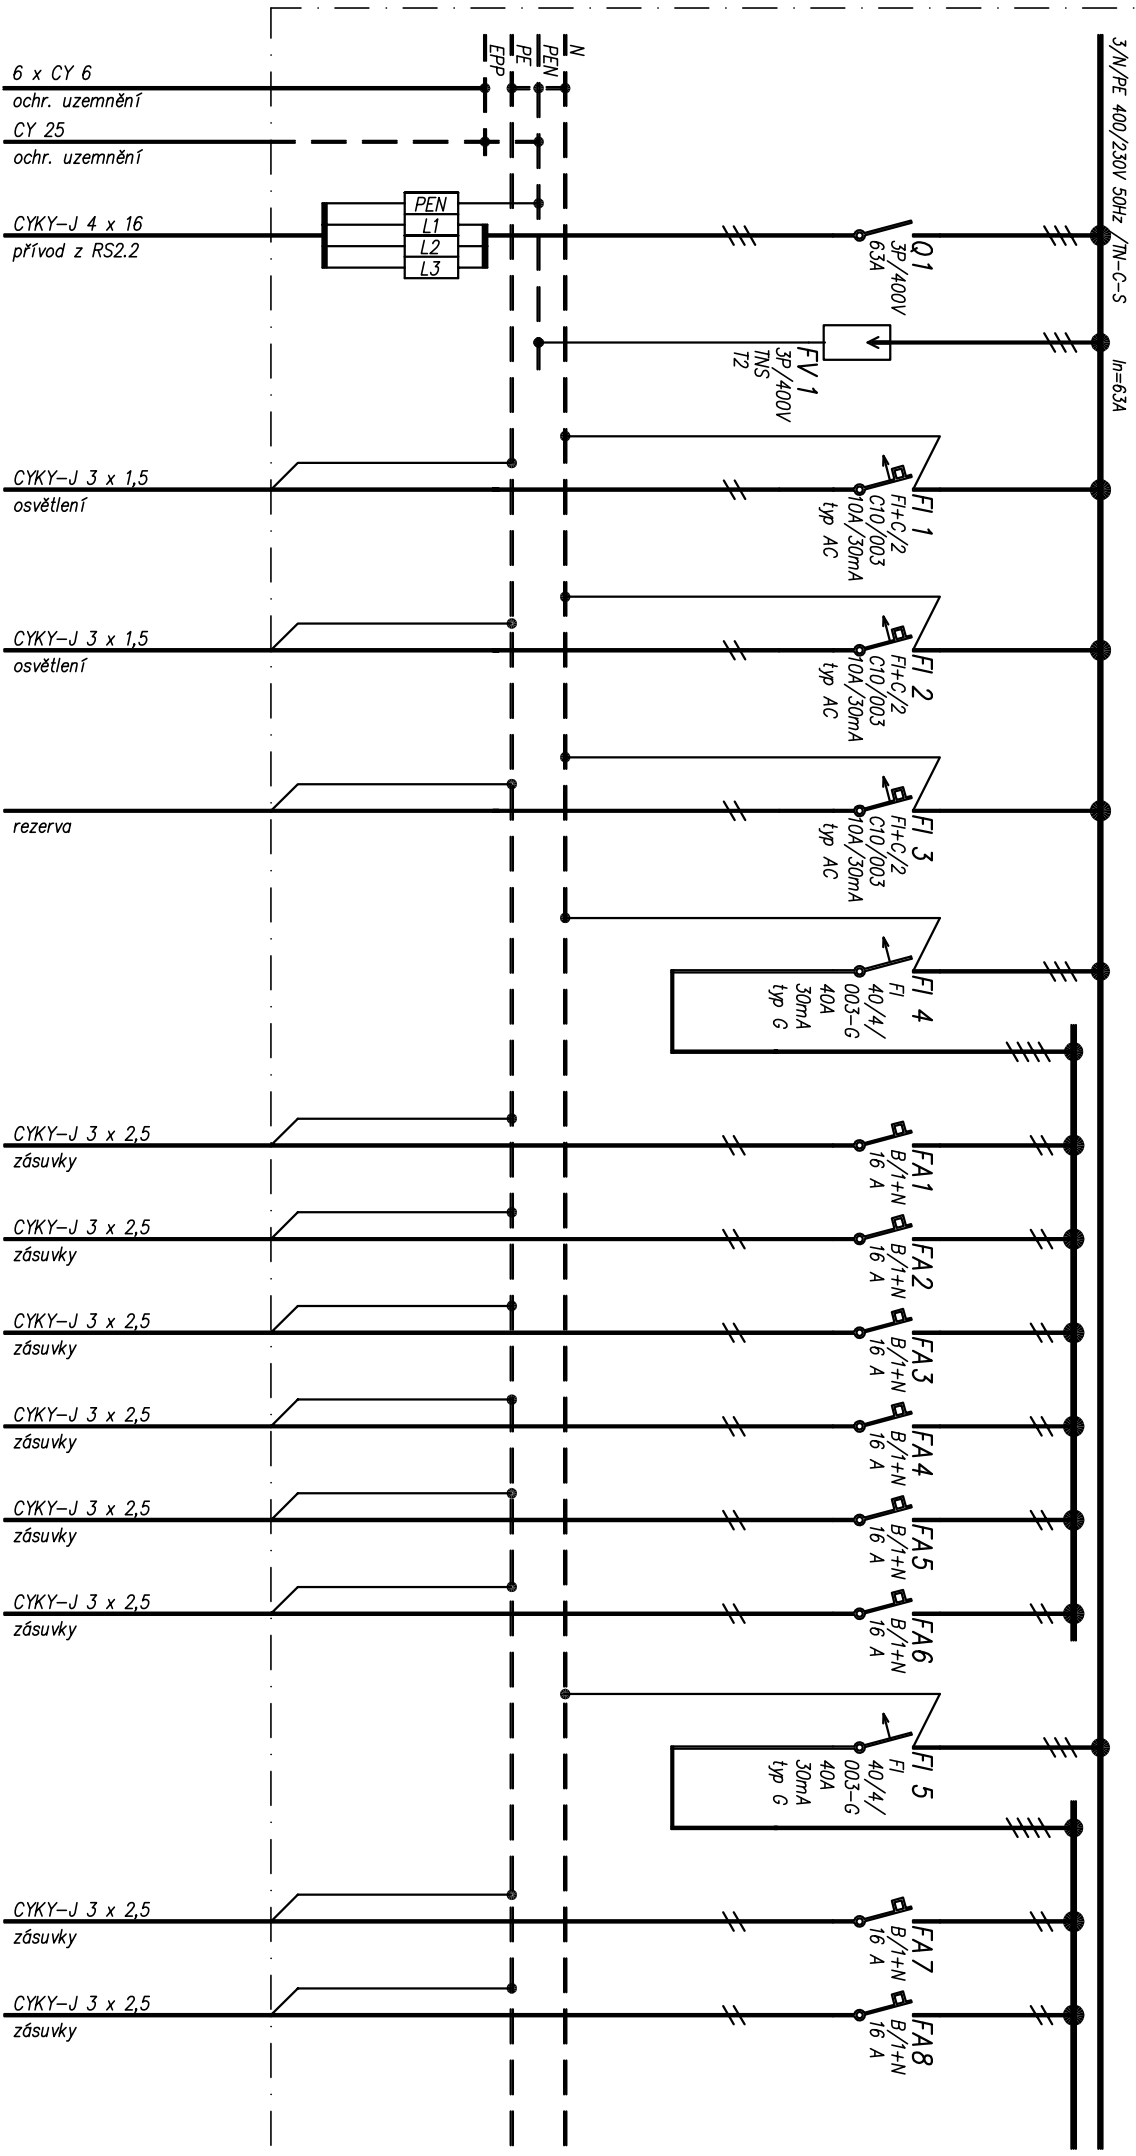 3/N/PE 400/230V 50Hz /TN-C-S
In=63A
N
PEN
PE
EPP
6 x CY 6
ochr. uzemnění
CY 25
ochr. uzemnění
CYKY-J 4 x 16
přívod z RS2.2
PEN
L1
L2
L3
Q1
3P/400V
63A
FV 1
3P/400V
TNS
T2
CYKY-J 3 x 1,5
osvětlení
FI 1
FI+C/2
C10/003
10A/30mA
typ AC
CYKY-J 3 x 1,5
osvětlení
FI 2
FI+C/2
C10/003
10A/30mA
typ AC
rezerva
FI 3
FI+C/2
C10/003
10A/30mA
typ AC
FI 4
FI
40/4/
003-G
40A
30mA
typ G
CYKY-J 3 x 2,5
zásuvky
FA1
B/1+N
16 A
CYKY-J 3 x 2,5
zásuvky
FA2
B/1+N
16 A
CYKY-J 3 x 2,5
zásuvky
FA3
B/1+N
16 A
CYKY-J 3 x 2,5
zásuvky
FA4
B/1+N
16 A
CYKY-J 3 x 2,5
zásuvky
FA5
B/1+N
16 A
CYKY-J 3 x 2,5
zásuvky
FA6
B/1+N
16 A
FI 5
FI
40/4/
003-G
40A
30mA
typ G
CYKY-J 3 x 2,5
zásuvky
FA7
B/1+N
16 A
CYKY-J 3 x 2,5
zásuvky
FA8
B/1+N
16 A